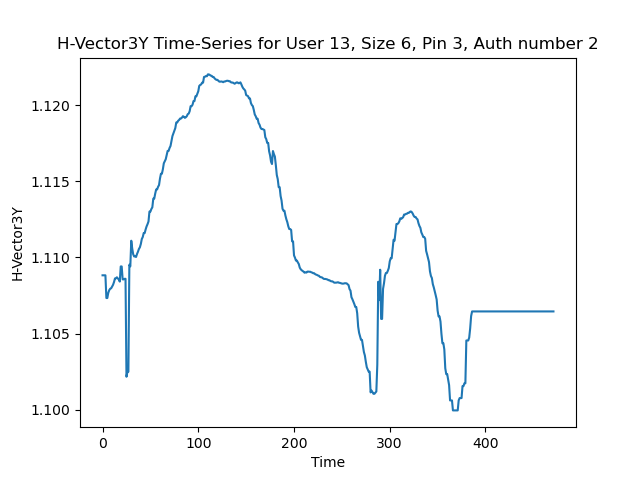 H-Vector3Y Time-Series for User 13, Size 6, Pin 3, Auth number 2
1.120
1.115
1.110
1.105
1.100
H-Vector3Y
0 100 200 300 400
Time